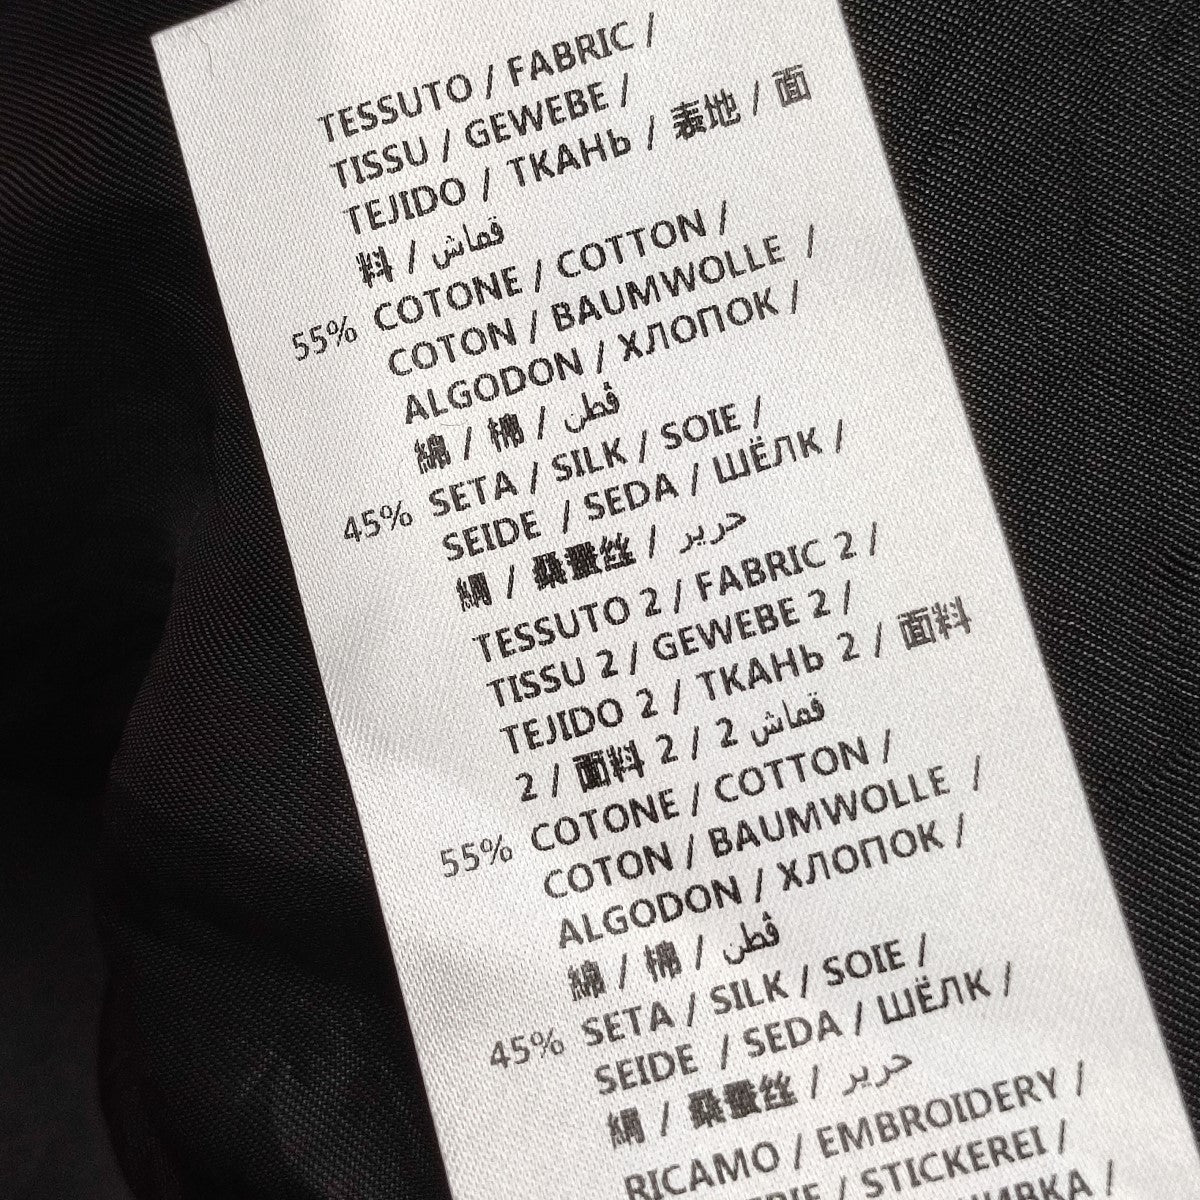 TESSUTO / FABRIC /
TISSU / GEWEBE /
TEJIDO / ТКАНЬ / 表地 / 面
料 / قماش
55% COTONE / COTTON /
COTON / BAUMWOLLE /
ALGODON / ХЛОПОК /
綿 / 棉 / قطن
45% SETA / SILK / SOIE /
SEIDE / SEDA / ШЁЛК /
絹 / 桑蚕丝 / حرير
TESSUTO 2 / FABRIC 2 /
TISSU 2 / GEWEBE 2 /
TEJIDO 2 / ТКАНЬ 2 / 面料
2 / 面料 2 / 2 قماش
55% COTONE / COTTON /
COTON / BAUMWOLLE /
ALGODON / ХЛОПОК /
綿 / 棉 / قطن
45% SETA / SILK / SOIE /
SEIDE / SEDA / ШЁЛК /
絹 / 桑蚕丝 / حرير
RICAMO / EMBROIDERY /
/ STICKEREI /